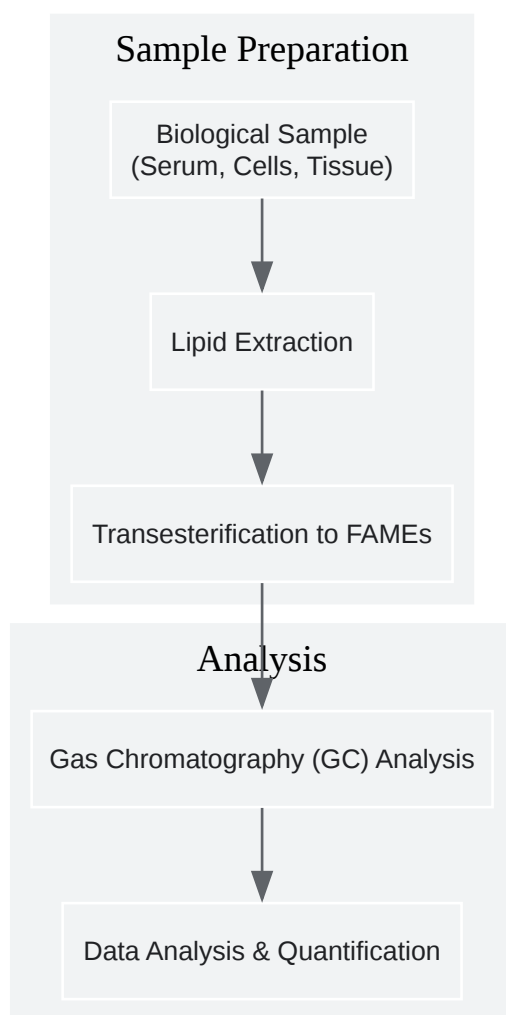 Sample Preparation
Biological Sample
(Serum, Cells, Tissue)
Lipid Extraction
Transesterification to FAMEs
Analysis
Gas Chromatography (GC) Analysis
Data Analysis & Quantification